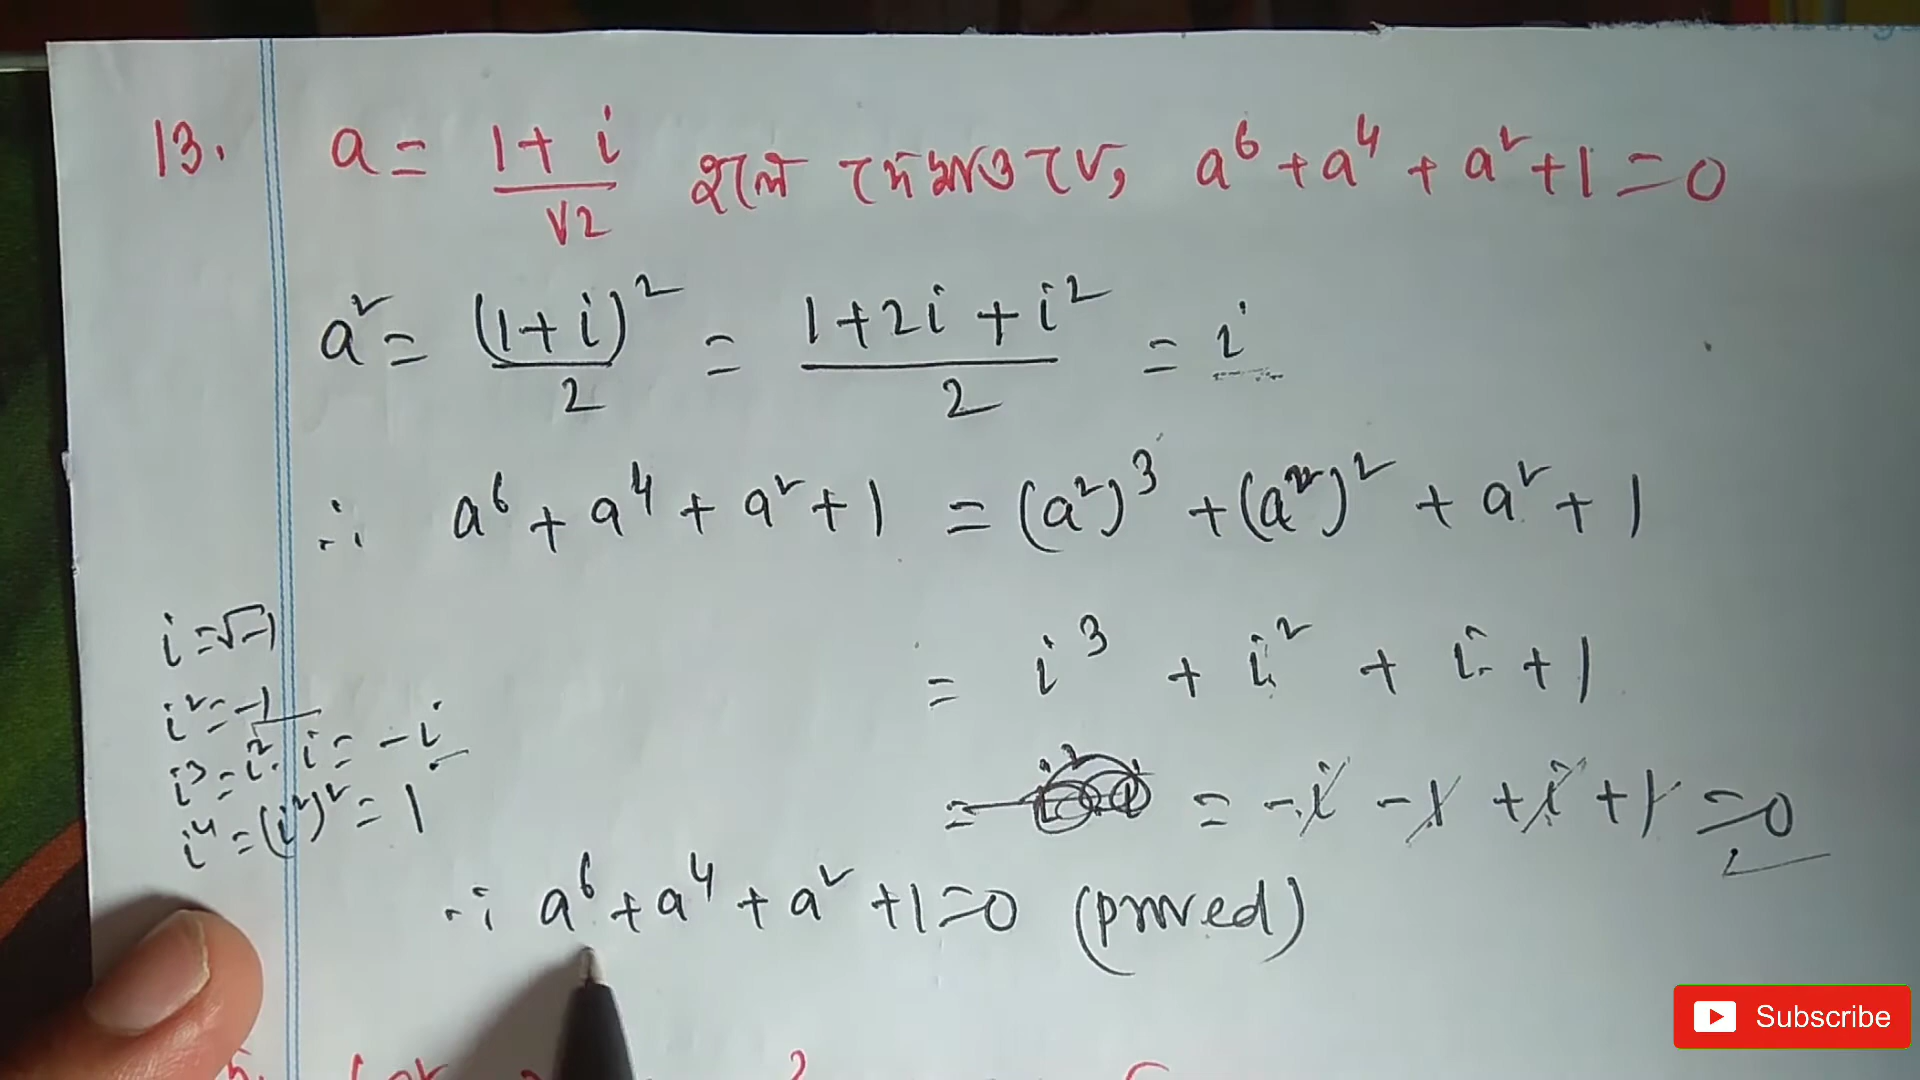 13. a = (1 + i)/√2 হলে দেখাও যে, a⁶ + a⁴ + a² + 1 = 0
a² = (1 + i)²/2 = (1 + 2i + i²)/2 = i
∴ a⁶ + a⁴ + a² + 1 = (a²)³ + (a²)² + a² + 1
i = √-1
= i³ + i² + i + 1
i² = -1
i³ = i². i = -i
i⁴ = (i²)² = 1
= = -i - 1 + i + 1 = 0
∴ a⁶ + a⁴ + a² + 1 = 0 (proved)
Subscribe